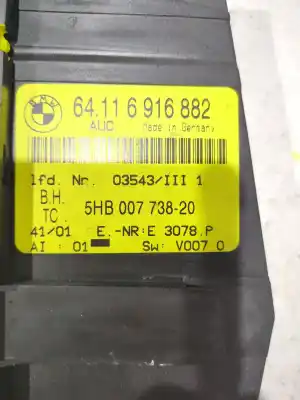 BMW
64.11 6 916 882
AUC Made in Germany
lfd. Nr. 03543/III 1
B.H.
TC. 5HB 007 738-20
41/01 E.-NR:E 3078.P
AI: 01 SW: V007 0